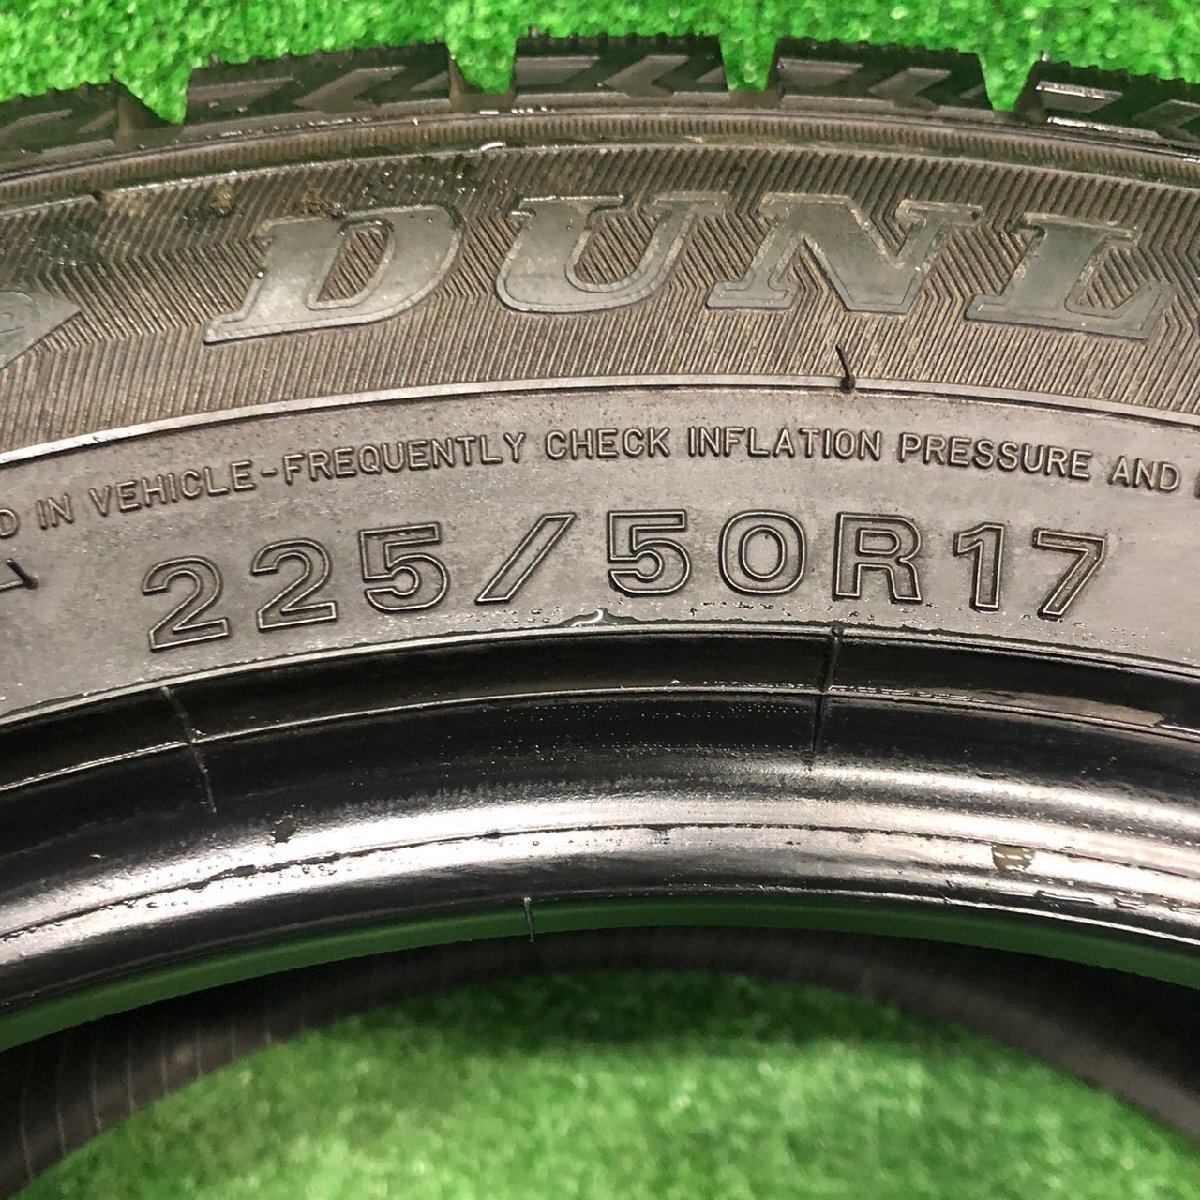 DUNL
IN VEHICLE-FREQUENTLY CHECK INFLATION PRESSURE AND
225/50R17